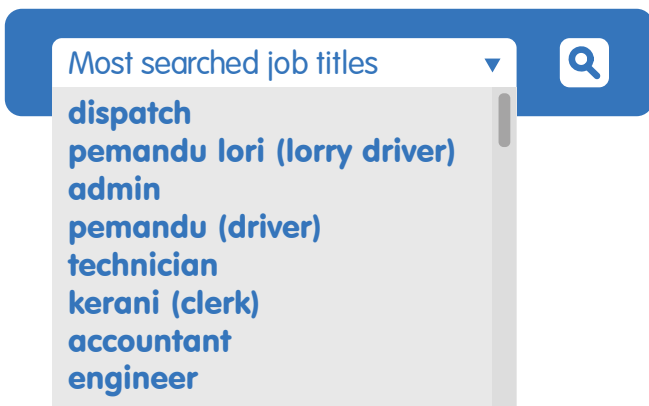 Most searched job titles
dispatch
pemandu lori (lorry driver)
admin
pemandu (driver)
technician
kerani (clerk)
accountant
engineer